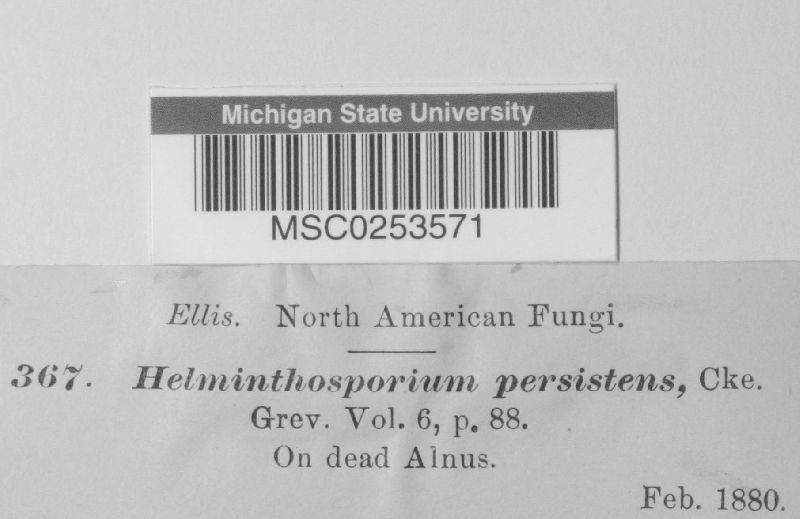 Michigan State University
MSC0253571
Ellis. North American Fungi.
367. Helminthosporium persistens, Cke.
Grev. Vol. 6, p. 88.
On dead Alnus.
Feb. 1880.